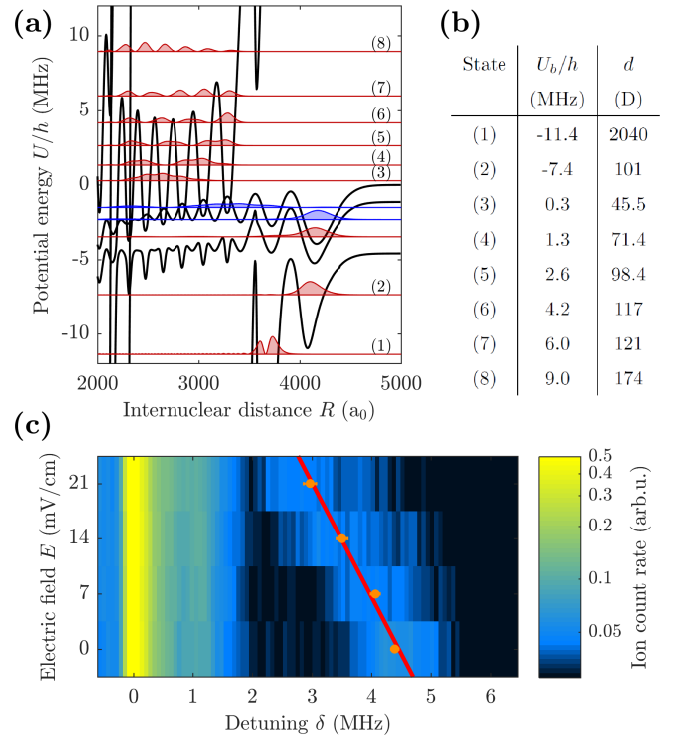 (a)
Potential energy U/h (MHz)
10
5
0
-5
-10
(8)
(7)
(6)
(5)
(4)
(3)
(2)
(1)
2000 3000 4000 5000
Internuclear distance R (a₀)
(b)
State U_b/h d
(MHz) (D)
(1) -11.4 2040
(2) -7.4 101
(3) 0.3 45.5
(4) 1.3 71.4
(5) 2.6 98.4
(6) 4.2 117
(7) 6.0 121
(8) 9.0 174
(c)
Electric field E (mV/cm)
21
14
7
0
0 1 2 3 4 5 6
Detuning δ (MHz)
0.5
0.4
0.3
0.2
0.1
0.05
Ion count rate (arb.u.)